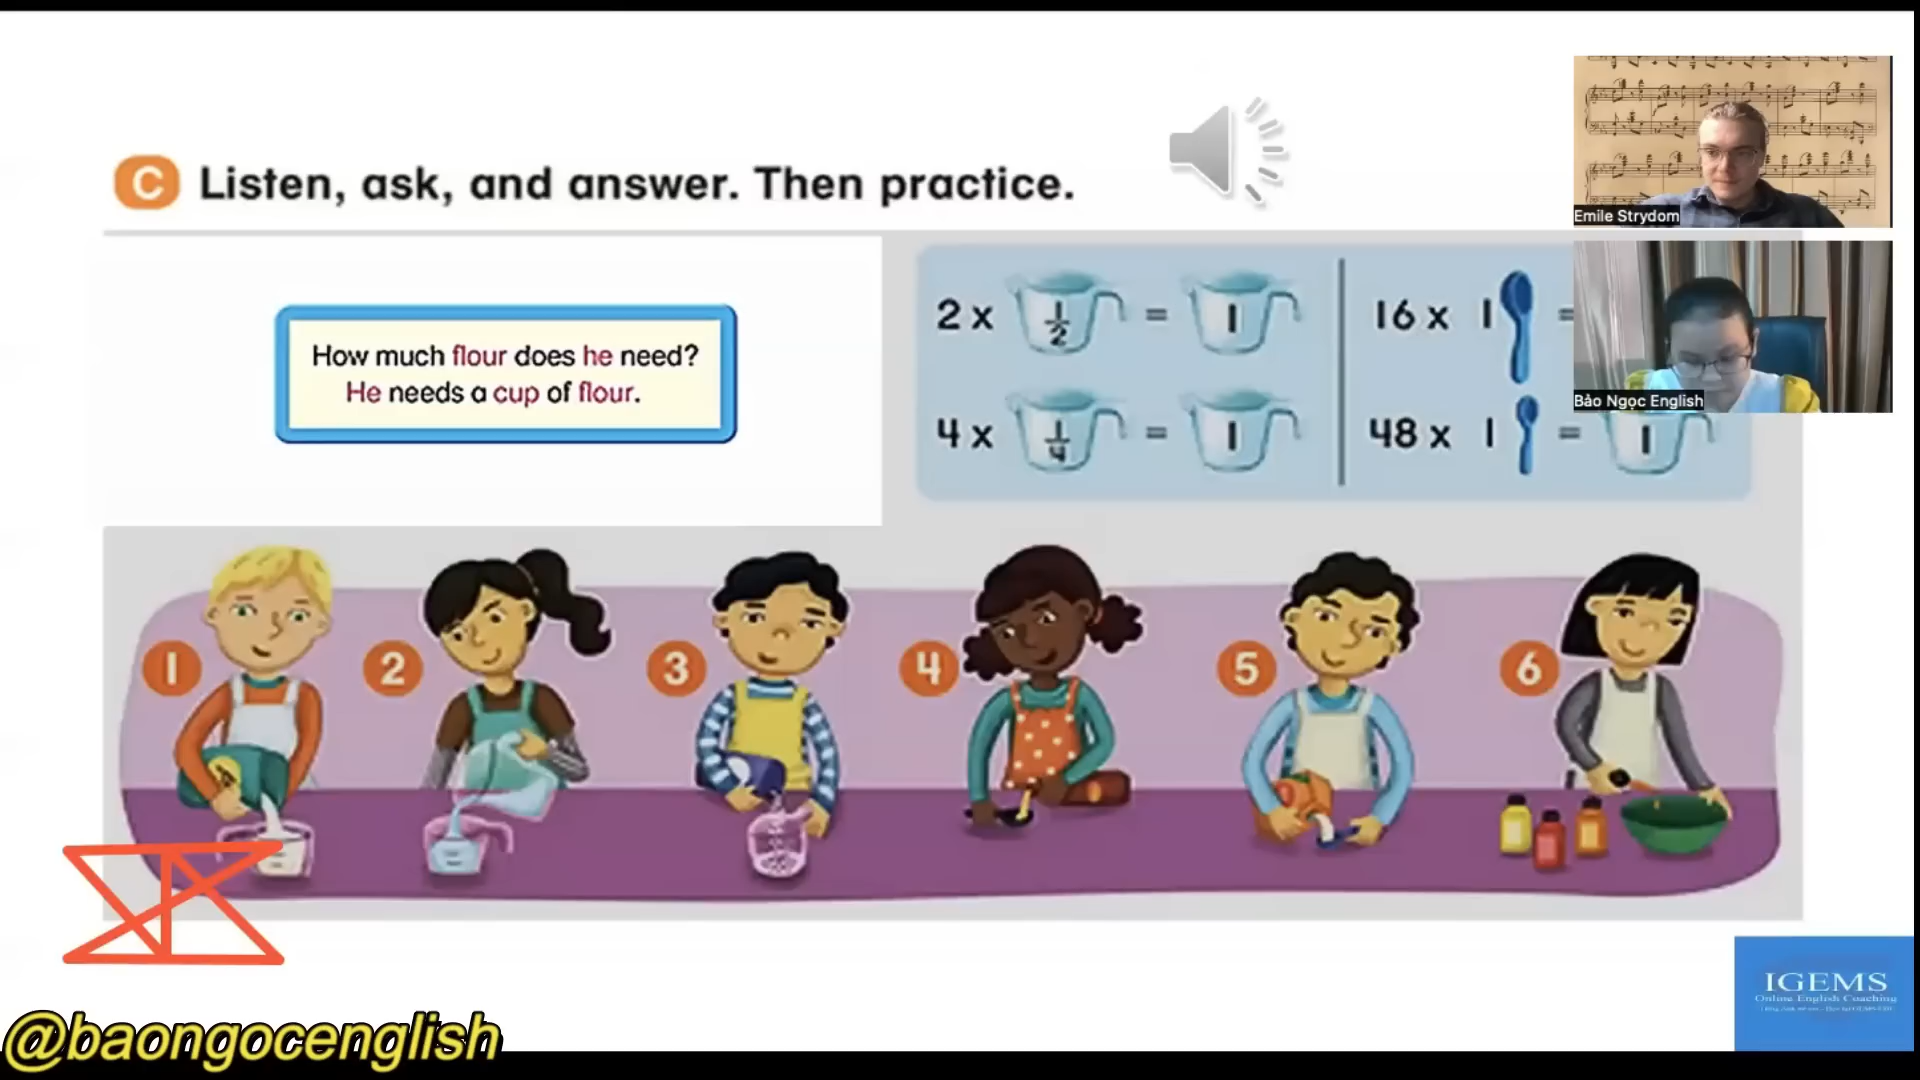 C Listen, ask, and answer. Then practice.
Emile Strydom
How much flour does he need?
He needs a cup of flour.
2 x 1/2 = 1
16 x 1 =
Bảo Ngọc English
4 x 1/4 = 1
48 x 1 = 1
1 2 3 4 5 6
IGEMS
Online English Coaching
@baongocenglish